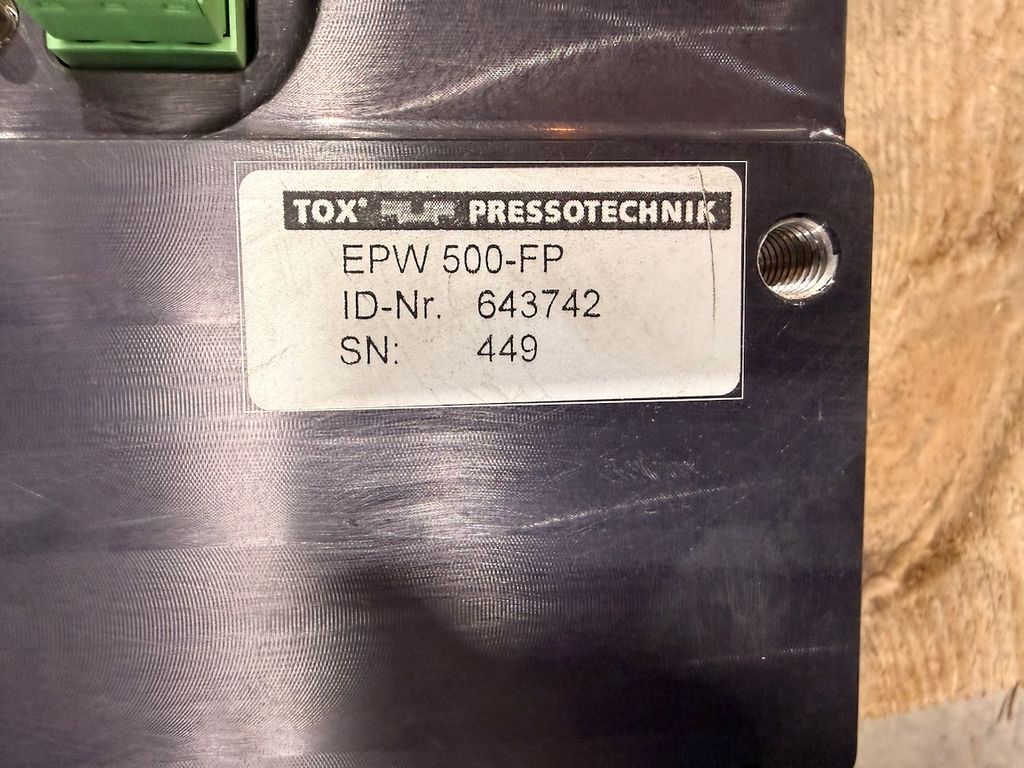 TOX® PRESSOTECHNIK
EPW 500-FP
ID-Nr. 643742
SN: 449